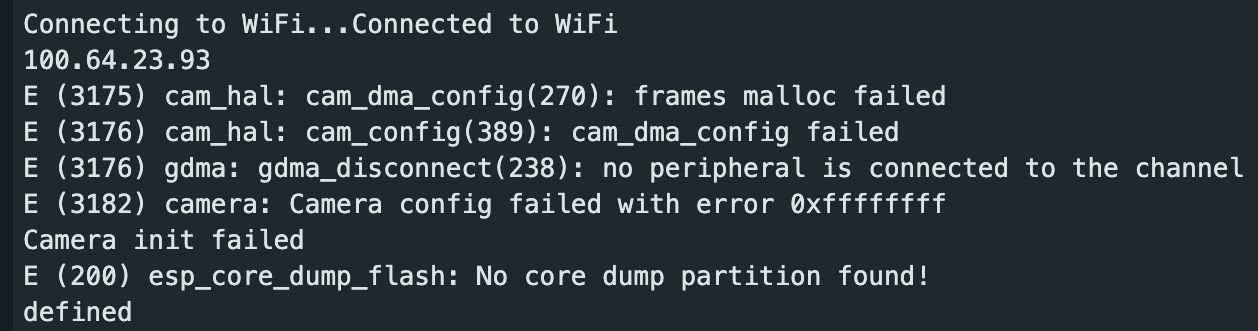 Connecting to WiFi...Connected to WiFi
100.64.23.93
E (3175) cam_hal: cam_dma_config(270): frames malloc failed
E (3176) cam_hal: cam_config(389): cam_dma_config failed
E (3176) gdma: gdma_disconnect(238): no peripheral is connected to the channel
E (3182) camera: Camera config failed with error 0xffffffff
Camera init failed
E (200) esp_core_dump_flash: No core dump partition found!
defined